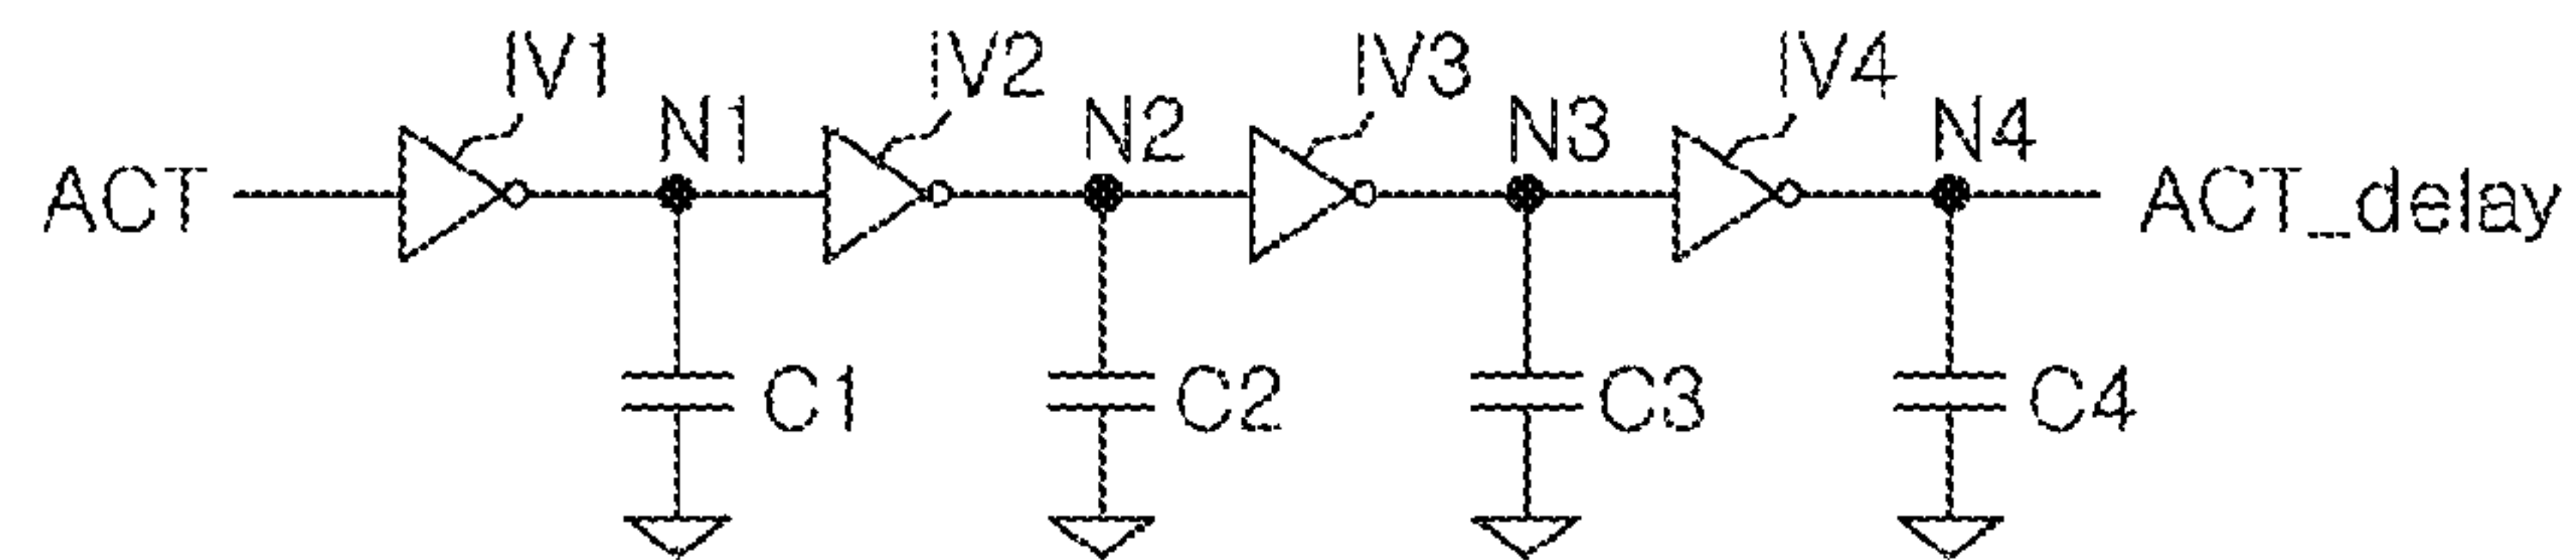 IV1 IV2 IV3 IV4
N1 N2 N3 N4
ACT ACT_delay
C1 C2 C3 C4